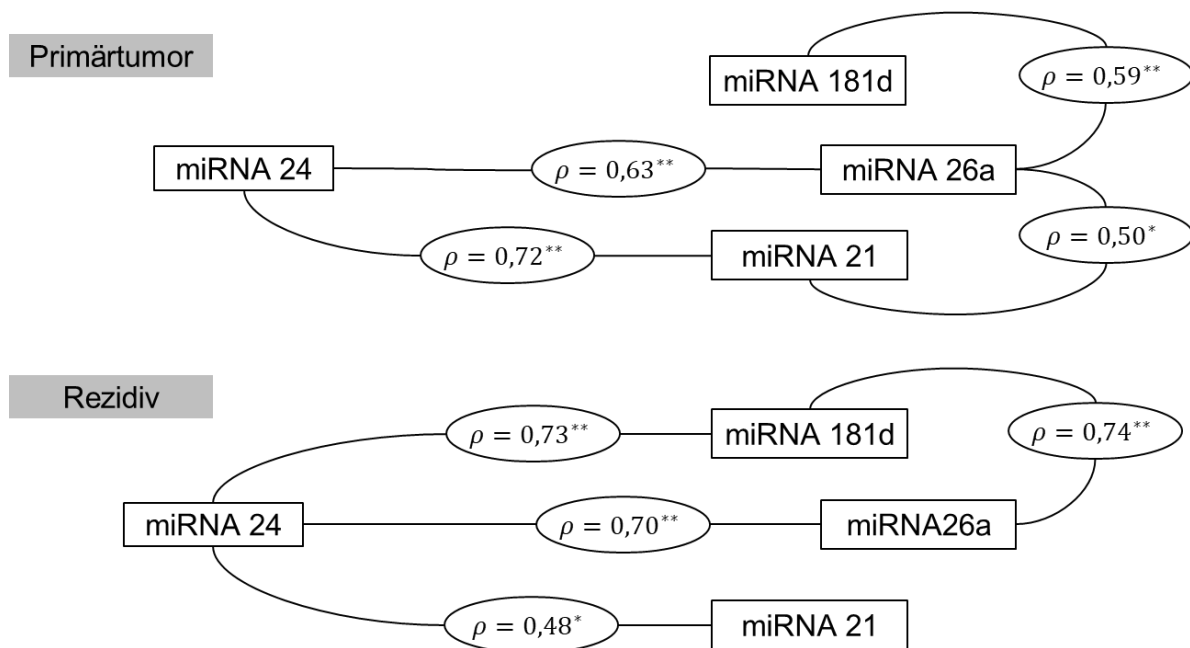 Primärtumor
miRNA 181d
ρ = 0,59**
miRNA 24
ρ = 0,63**
miRNA 26a
ρ = 0,72**
miRNA 21
ρ = 0,50*
Rezidiv
ρ = 0,73**
miRNA 181d
ρ = 0,74**
miRNA 24
ρ = 0,70**
miRNA26a
ρ = 0,48*
miRNA 21